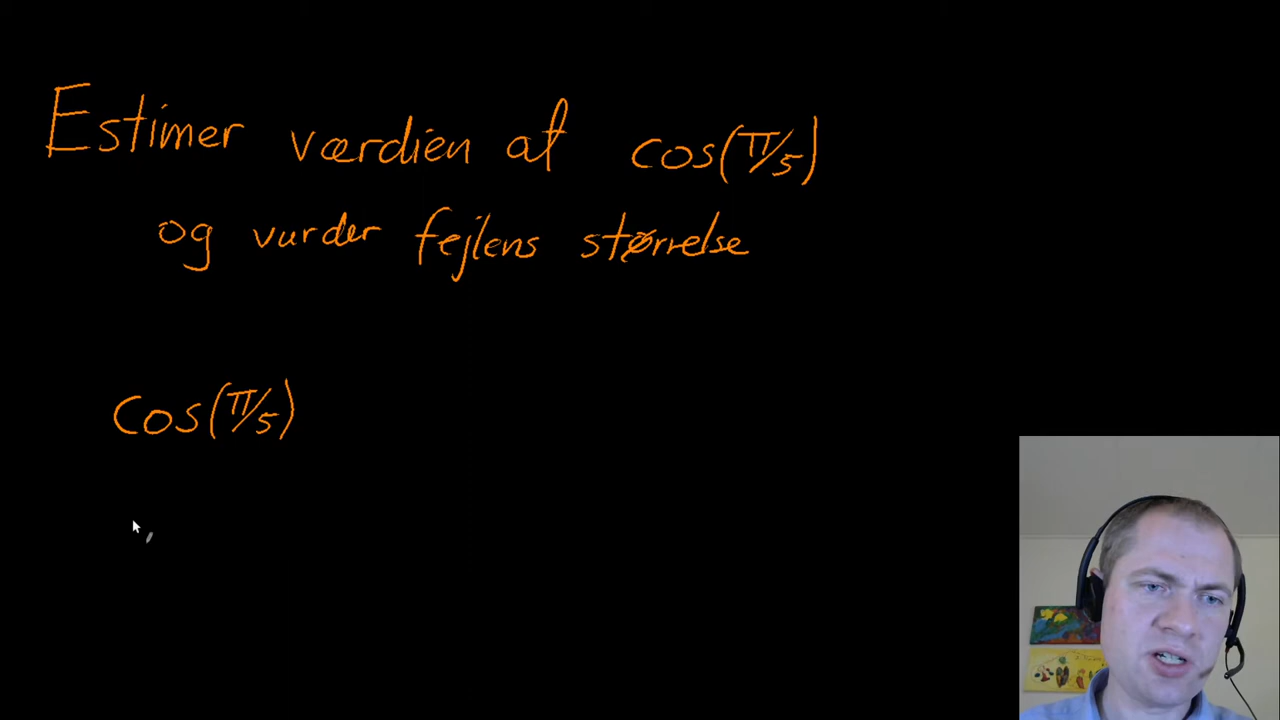 Estimer værdien af cos(π/5)
og vurder fejlens størrelse
cos(π/5)